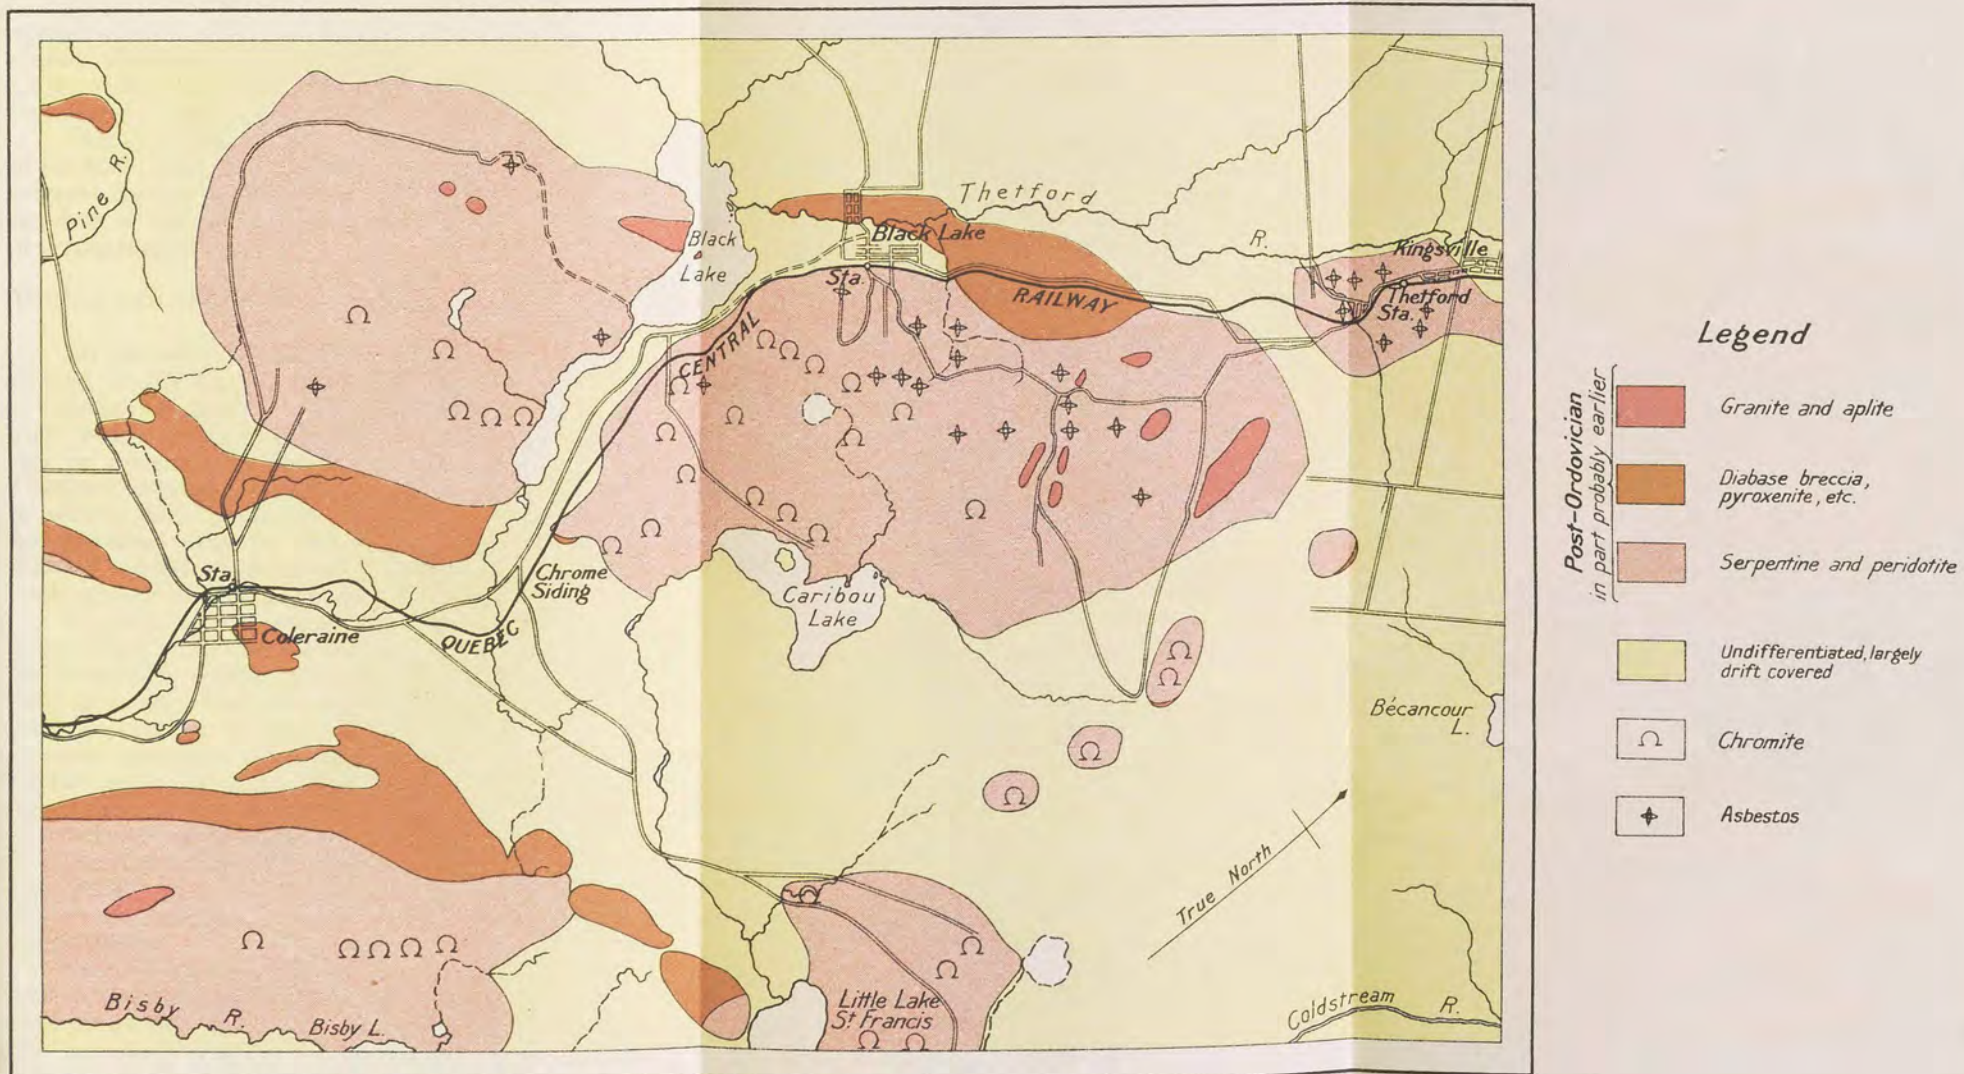 Pine R.
Black
Lake
Thetford R.
Black Lake
Sta.
Kingsville
Thetford
Sta.
RAILWAY
CENTRAL
QUEBEC
Chrome
Siding
Caribou
Lake
Sta.
Coleraine
Bécancour
L.
True North
Bisby R.
Bisby L.
Little Lake
St Francis
Coldstream R.
Legend
Post-Ordovician
in part probably earlier
Granite and aplite
Diabase breccia,
pyroxenite, etc.
Serpentine and peridotite
Undifferentiated, largely
drift covered
Chromite
Asbestos